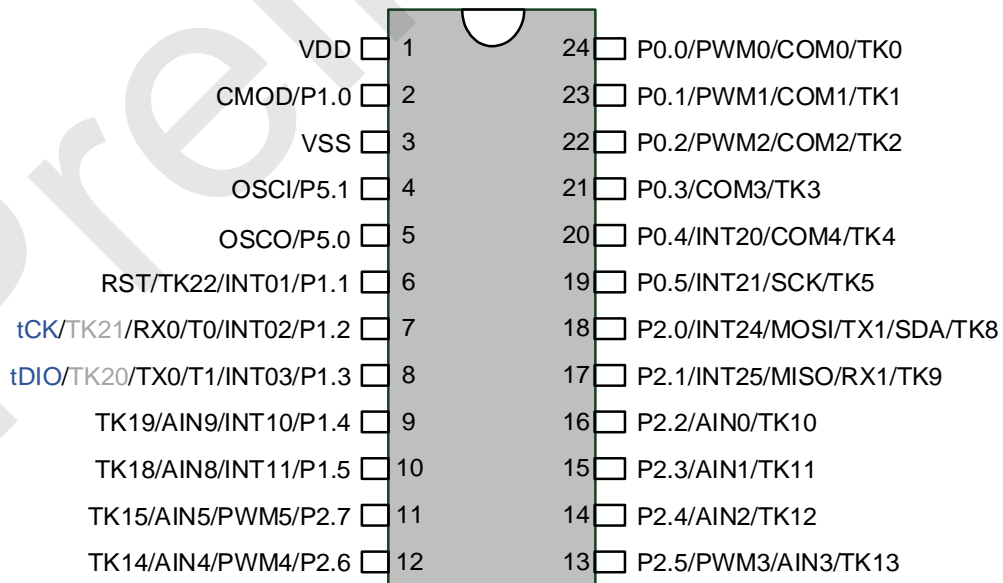 VDD 1 24 P0.0/PWM0/COM0/TK0
CMOD/P1.0 2 23 P0.1/PWM1/COM1/TK1
VSS 3 22 P0.2/PWM2/COM2/TK2
OSCI/P5.1 4 21 P0.3/COM3/TK3
OSCO/P5.0 5 20 P0.4/INT20/COM4/TK4
RST/TK22/INT01/P1.1 6 19 P0.5/INT21/SCK/TK5
tCK/TK21/RX0/T0/INT02/P1.2 7 18 P2.0/INT24/MOSI/TX1/SDA/TK8
tDIO/TK20/TX0/T1/INT03/P1.3 8 17 P2.1/INT25/MISO/RX1/TK9
TK19/AIN9/INT10/P1.4 9 16 P2.2/AIN0/TK10
TK18/AIN8/INT11/P1.5 10 15 P2.3/AIN1/TK11
TK15/AIN5/PWM5/P2.7 11 14 P2.4/AIN2/TK12
TK14/AIN4/PWM4/P2.6 12 13 P2.5/PWM3/AIN3/TK13